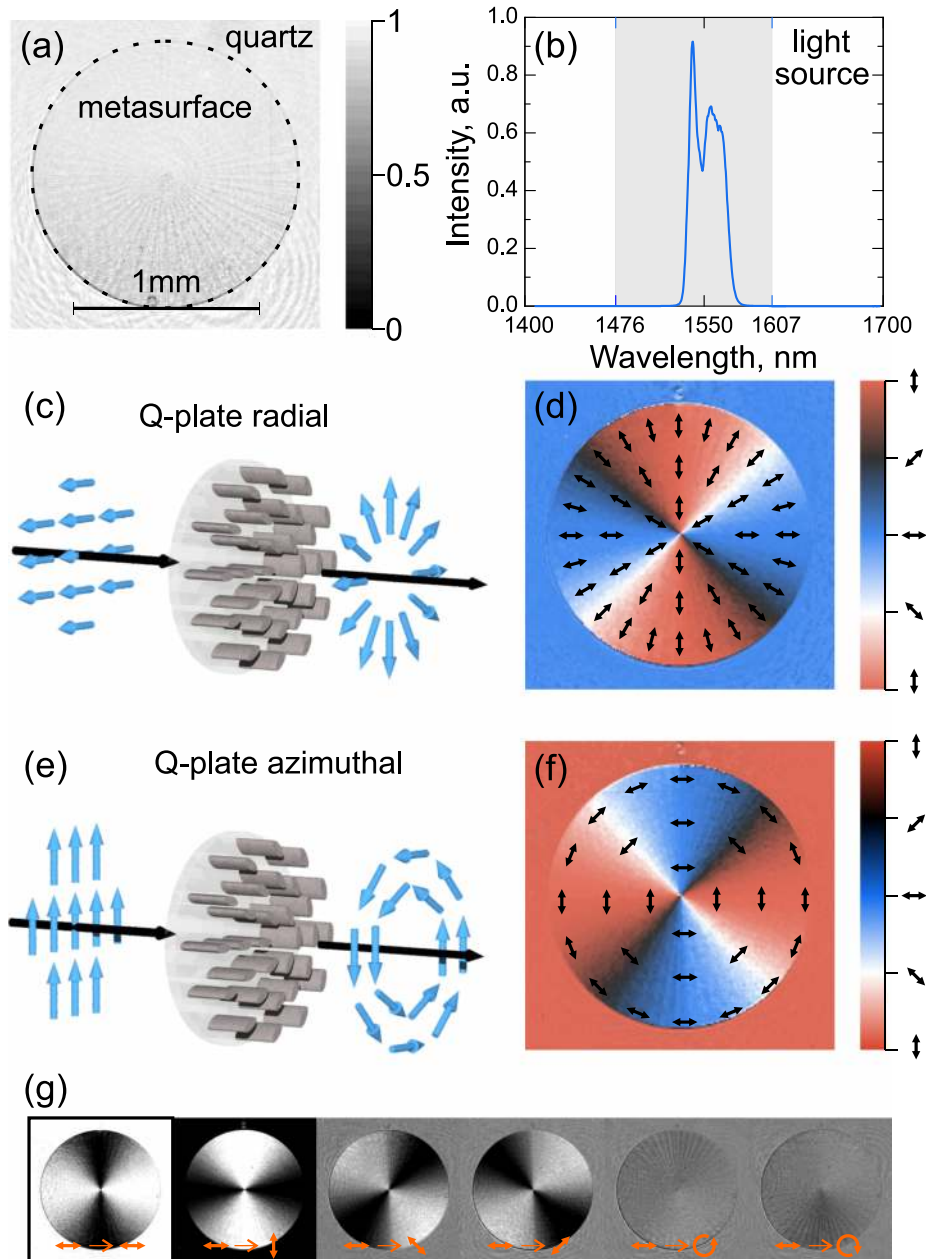 (a)
quartz
metasurface
1mm
1
0.5
0
(b)
light
source
Intensity, a.u.
1.0
0.8
0.6
0.4
0.2
0.0
1400
1476
1550
1607
1700
Wavelength, nm
(c)
Q-plate radial
(d)
(e)
Q-plate azimuthal
(f)
(g)